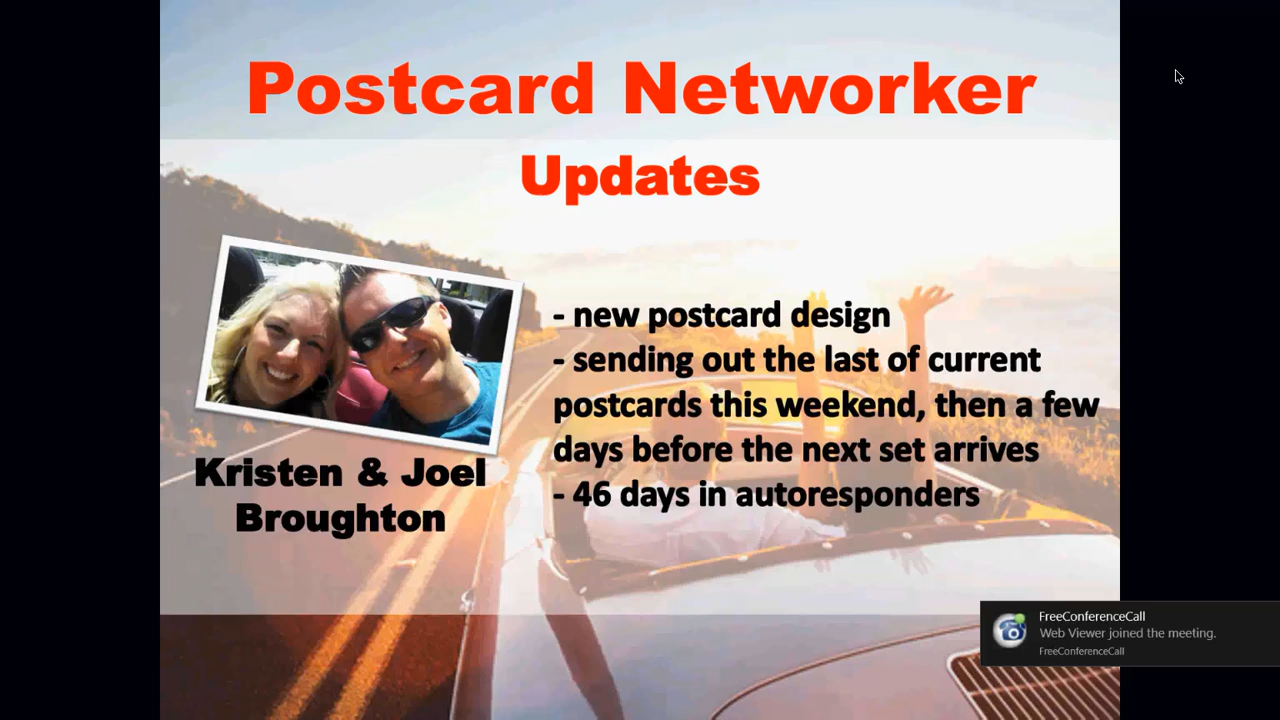 Postcard Networker
Updates
- new postcard design
- sending out the last of current
postcards this weekend, then a few
days before the next set arrives
- 46 days in autoresponders
Kristen & Joel
Broughton
FreeConferenceCall
Web Viewer joined the meeting.
FreeConferenceCall